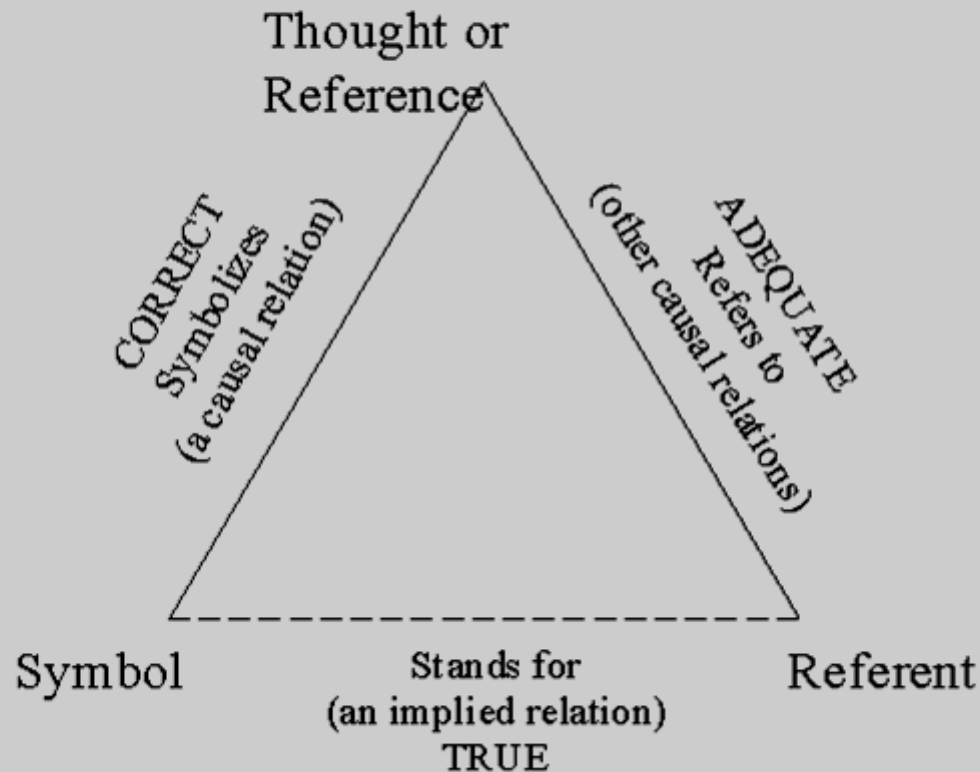 Thought or
Reference
CORRECT
Symbolizes
(a causal relation)
ADEQUATE
Refers to
(other causal relations)
Symbol
Stands for
(an implied relation)
TRUE
Referent